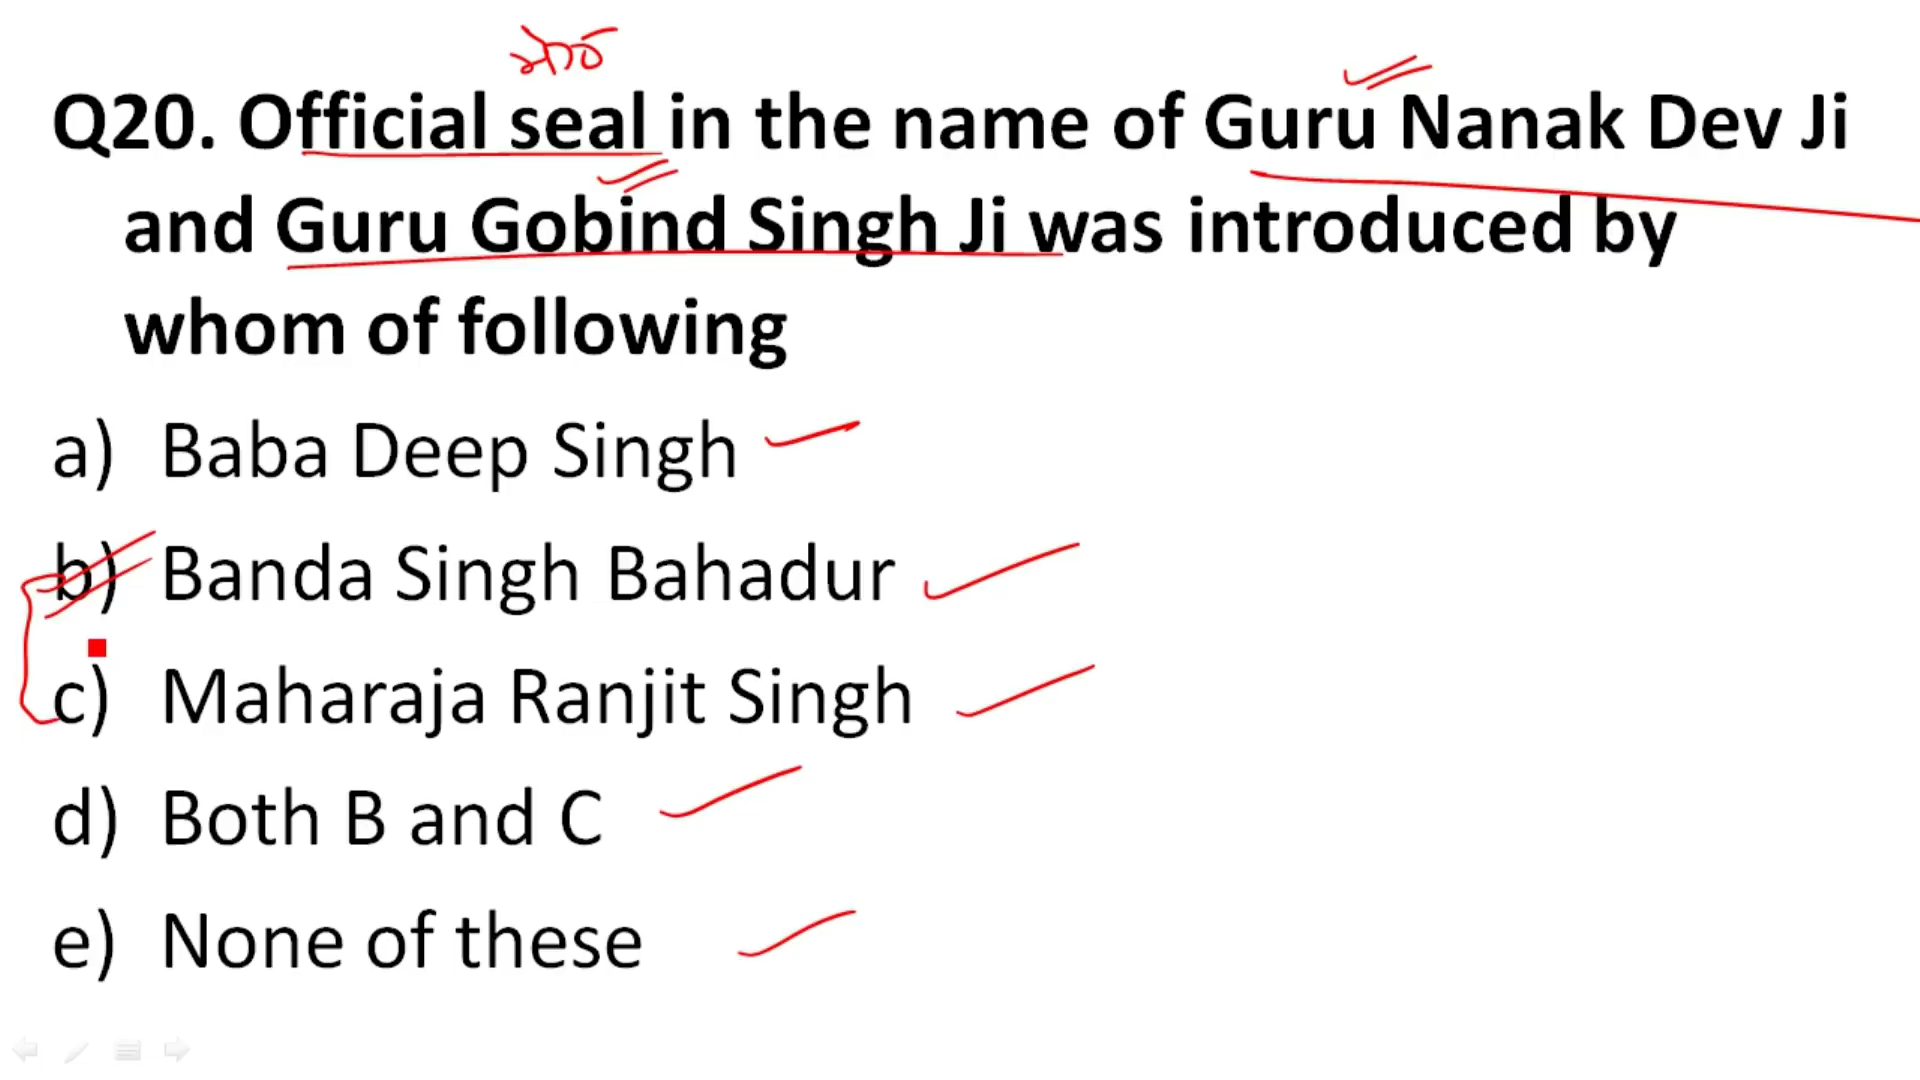 Q20. Official seal in the name of Guru Nanak Dev Ji
and Guru Gobind Singh Ji was introduced by
whom of following
a) Baba Deep Singh
b) Banda Singh Bahadur
c) Maharaja Ranjit Singh
d) Both B and C
e) None of these